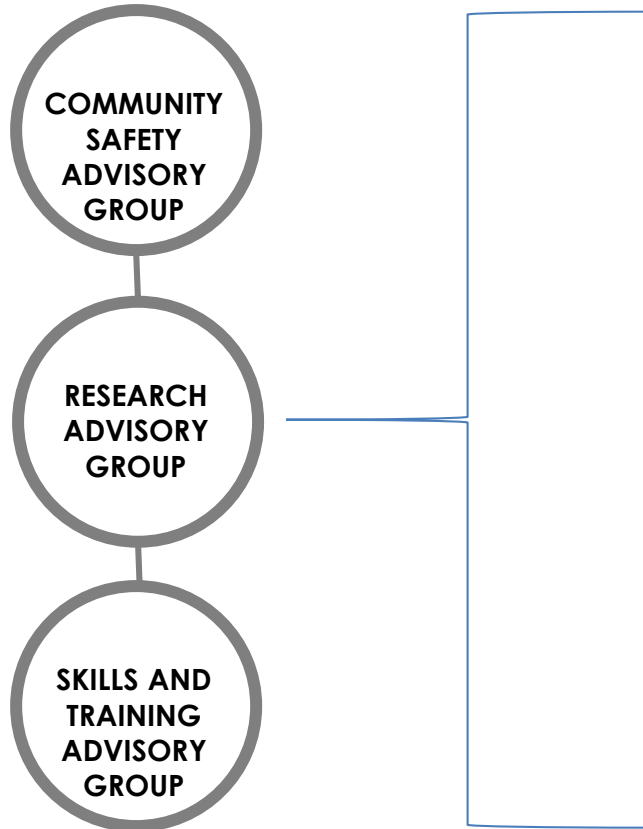 COMMUNITY
SAFETY
ADVISORY
GROUP
RESEARCH
ADVISORY
GROUP
SKILLS AND
TRAINING
ADVISORY
GROUP